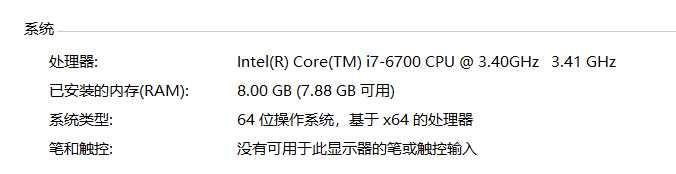 系统
处理器: Intel(R) Core(TM) i7-6700 CPU @ 3.40GHz 3.41 GHz
已安装的内存(RAM): 8.00 GB (7.88 GB 可用)
系统类型: 64 位操作系统，基于 x64 的处理器
笔和触控: 没有可用于此显示器的笔或触控输入